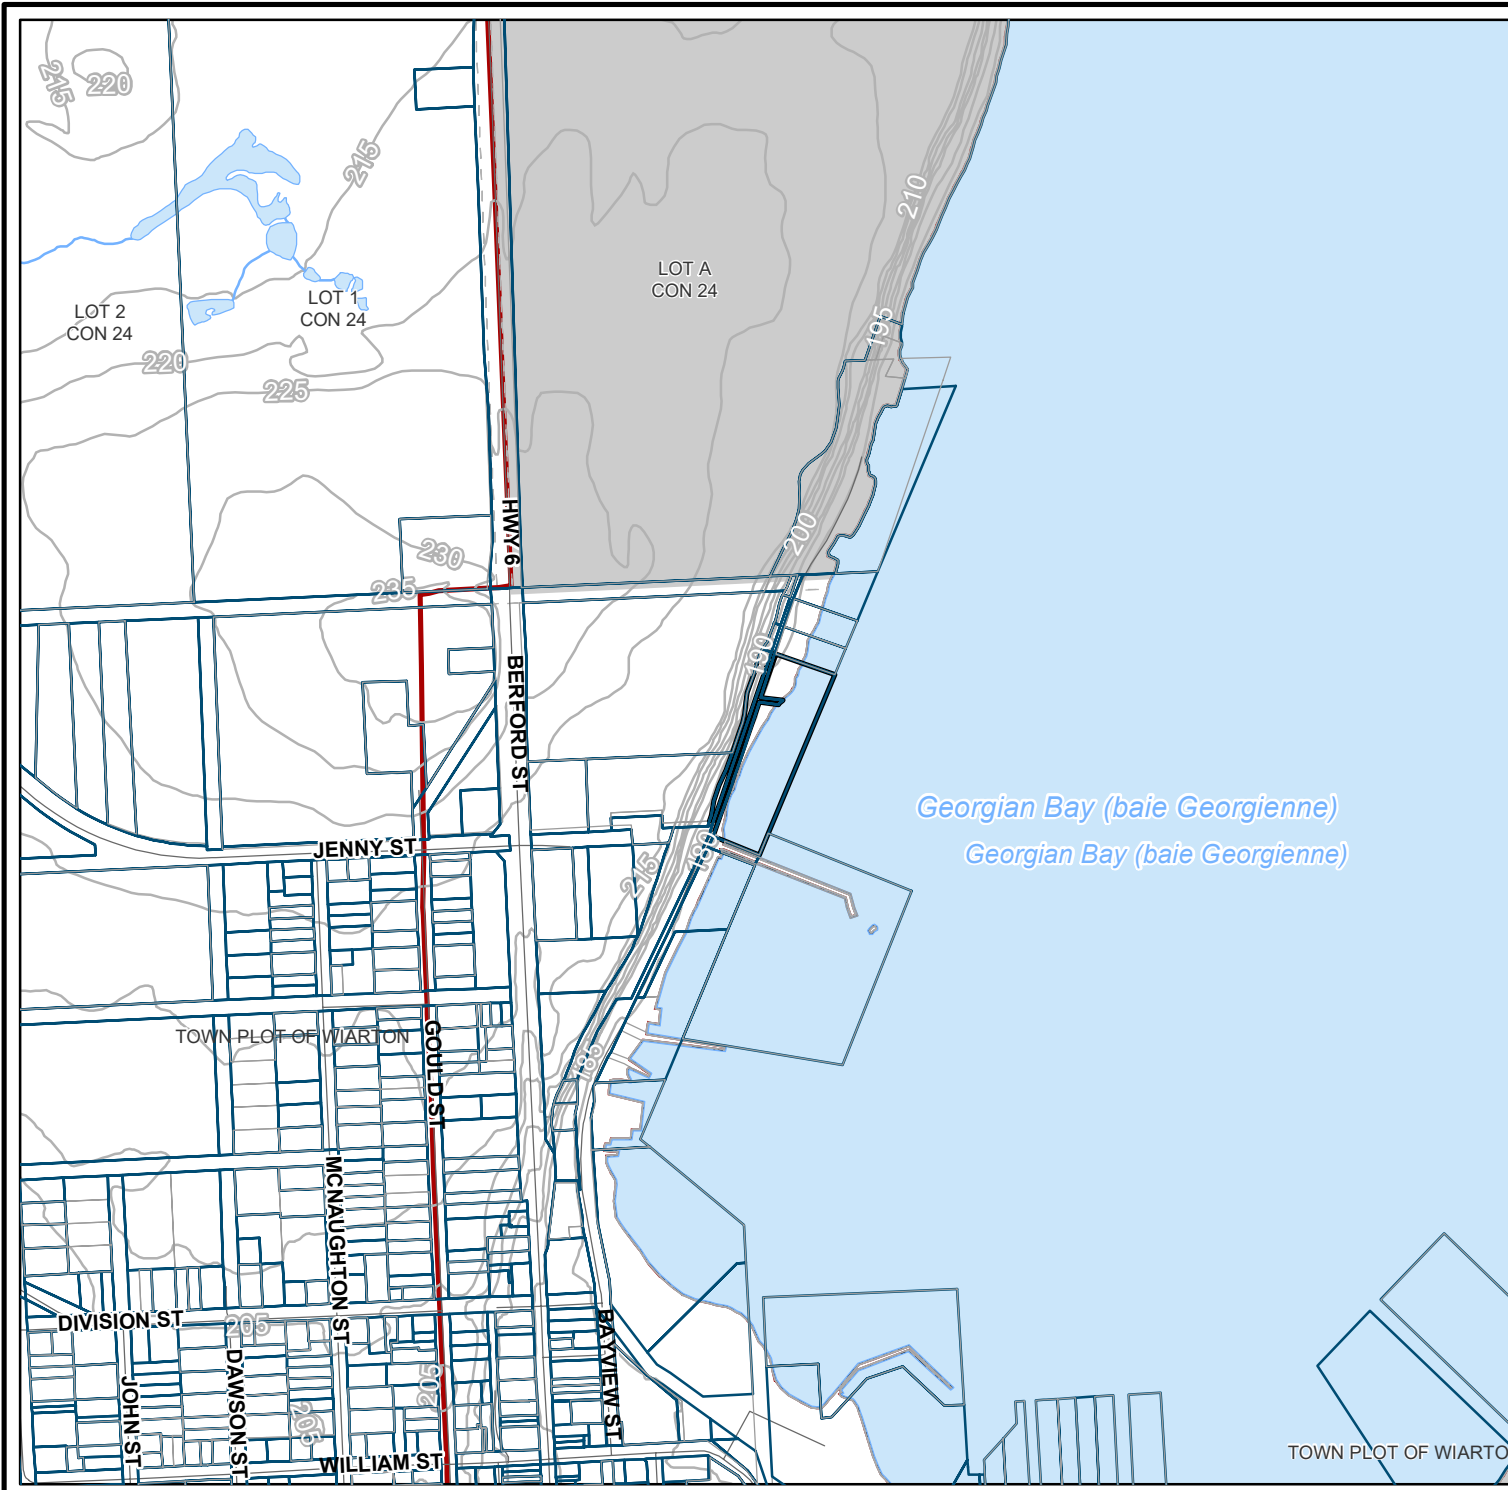 215
220
215
210
LOT A
CON 24
LOT 2
CON 24
LOT 1
CON 24
195
220
225
HWY 6
200
230
235
190
BERFORD ST
Georgian Bay (baie Georgienne)
Georgian Bay (baie Georgienne)
JENNY ST
180
215
TOWN PLOT OF WIARTON
GOULD ST
185
MCNAUGHTON ST
DIVISION ST
205
BAYVIEW ST
JOHN ST
DAWSON ST
205
205
WILLIAM ST
TOWN PLOT OF WIARTO